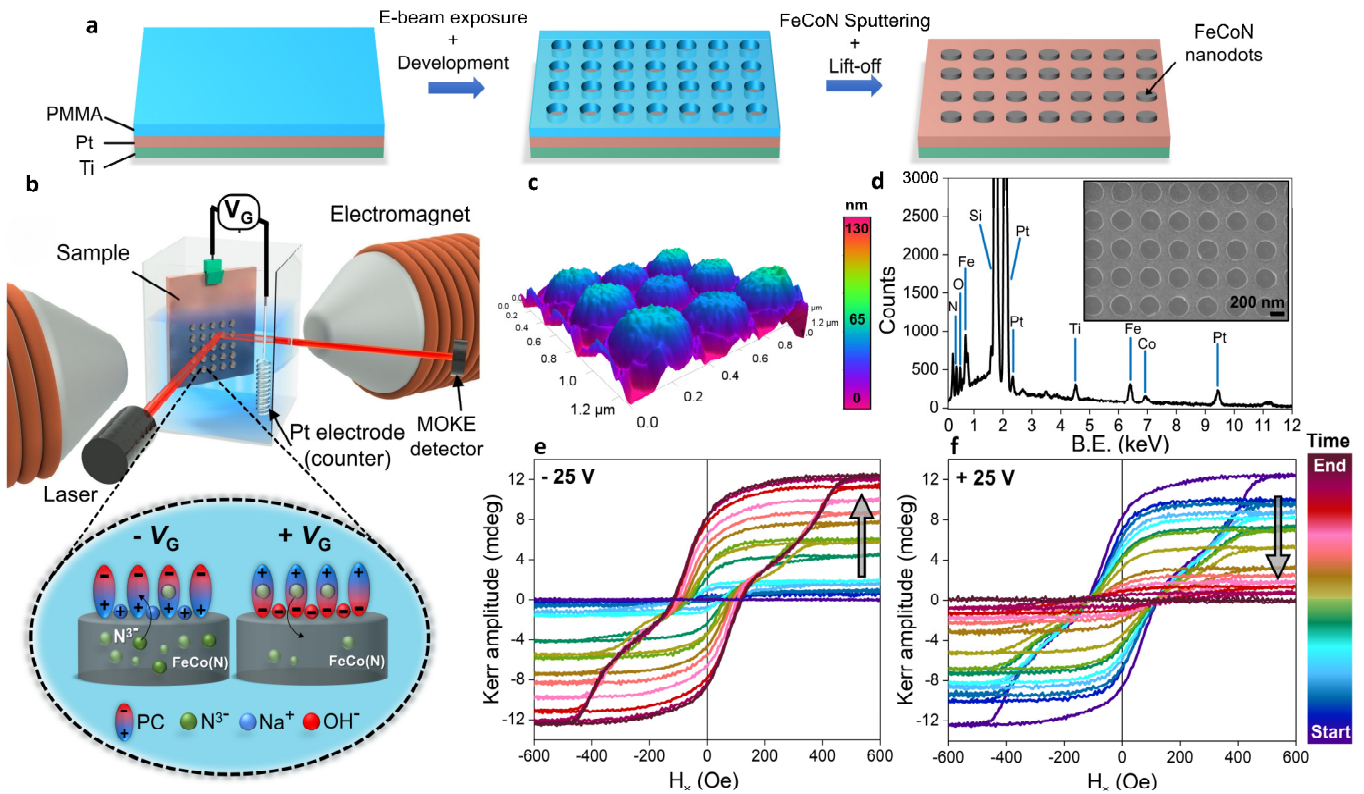 a
E-beam exposure
+
Development
FeCoN Sputtering
+
Lift-off
FeCoN
nanodots
PMMA
Pt
Ti
b
V_G
Electromagnet
Sample
Pt electrode
(counter)
MOKE
detector
Laser
- V_G
+ V_G
N³⁻
FeCo(N)
FeCo(N)
PC
N³⁻
Na⁺
OH⁻
c
nm
130
65
0
0.0
0.2
0.4
0.6
0.8
1.0
1.2 µm
0.0
0.2
0.4
0.6
0.8
1.2 µm
0.0
µm
d
3000
2500
2000
1500
1000
500
0
Counts
N
O
Fe
Si
Pt
Pt
Ti
Fe
Co
Pt
200 nm
0 1 2 3 4 5 6 7 8 9 10 11 12
B.E. (keV)
e
- 25 V
12
8
4
0
-4
-8
-12
Kerr amplitude (mdeg)
-600 -400 -200 0 200 400 600
Hₓ (Oe)
f
+ 25 V
12
8
4
0
-4
-8
-12
Kerr amplitude (mdeg)
-600 -400 -200 0 200 400 600
Hₓ (Oe)
Time
End
Start